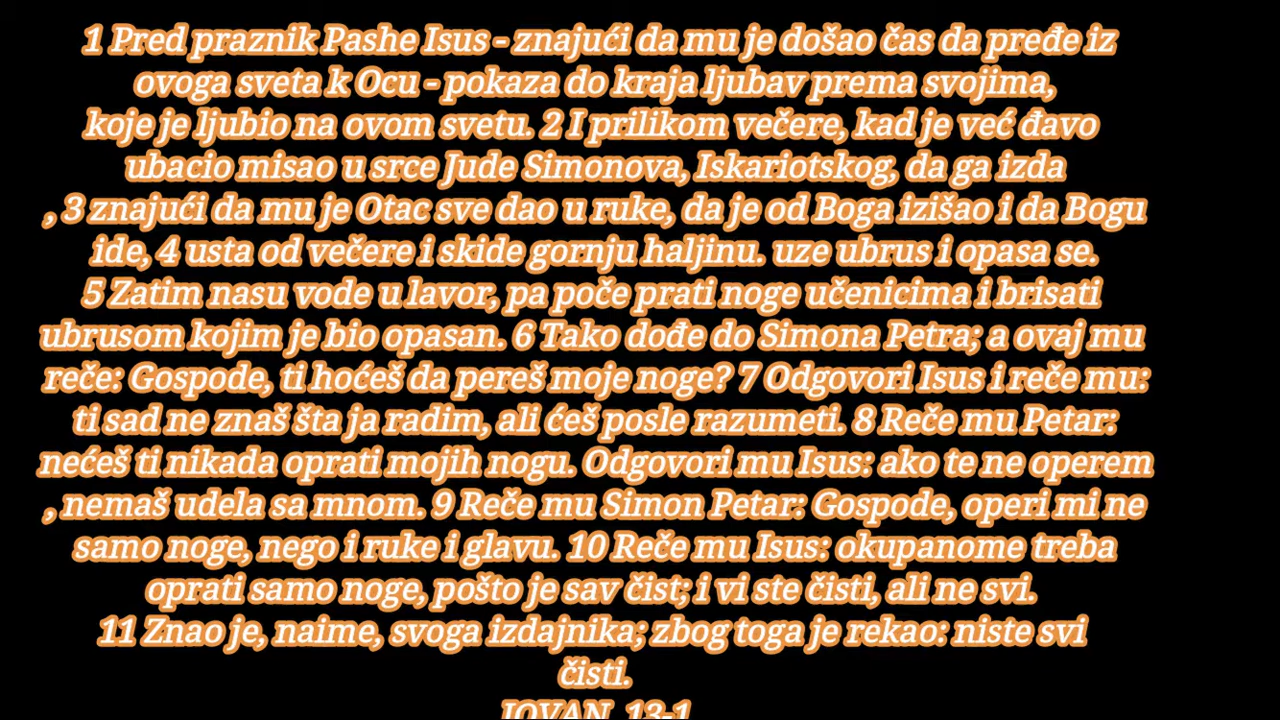 1 Pred praznik Pashe Isus - znajući da mu je došao čas da pređe iz
ovoga sveta k Ocu - pokaza do kraja ljubav prema svojima,
koje je ljubio na ovom svetu. 2 I prilikom večere, kad je već đavo
ubacio misao u srce Jude Simonova, Iskariotskog, da ga izda
, 3 znajući da mu je Otac sve dao u ruke, da je od Boga izišao i da Bogu
ide, 4 usta od večere i skide gornju haljinu. uze ubrus i opasa se.
5 Zatim nasu vode u lavor, pa poče prati noge učenicima i brisati
ubrusom kojim je bio opasan. 6 Tako dođe do Simona Petra; a ovaj mu
reče: Gospode, ti hoćeš da pereš moje noge? 7 Odgovori Isus i reče mu:
ti sad ne znaš šta ja radim, ali ćeš posle razumeti. 8 Reče mu Petar:
nećeš ti nikada oprati mojih nogu. Odgovori mu Isus: ako te ne operem
, nemaš udela sa mnom. 9 Reče mu Simon Petar: Gospode, operi mi ne
samo noge, nego i ruke i glavu. 10 Reče mu Isus: okupanome treba
oprati samo noge, pošto je sav čist; i vi ste čisti, ali ne svi.
11 Znao je, naime, svoga izdajnika; zbog toga je rekao: niste svi
čisti.
JOVAN 13-1